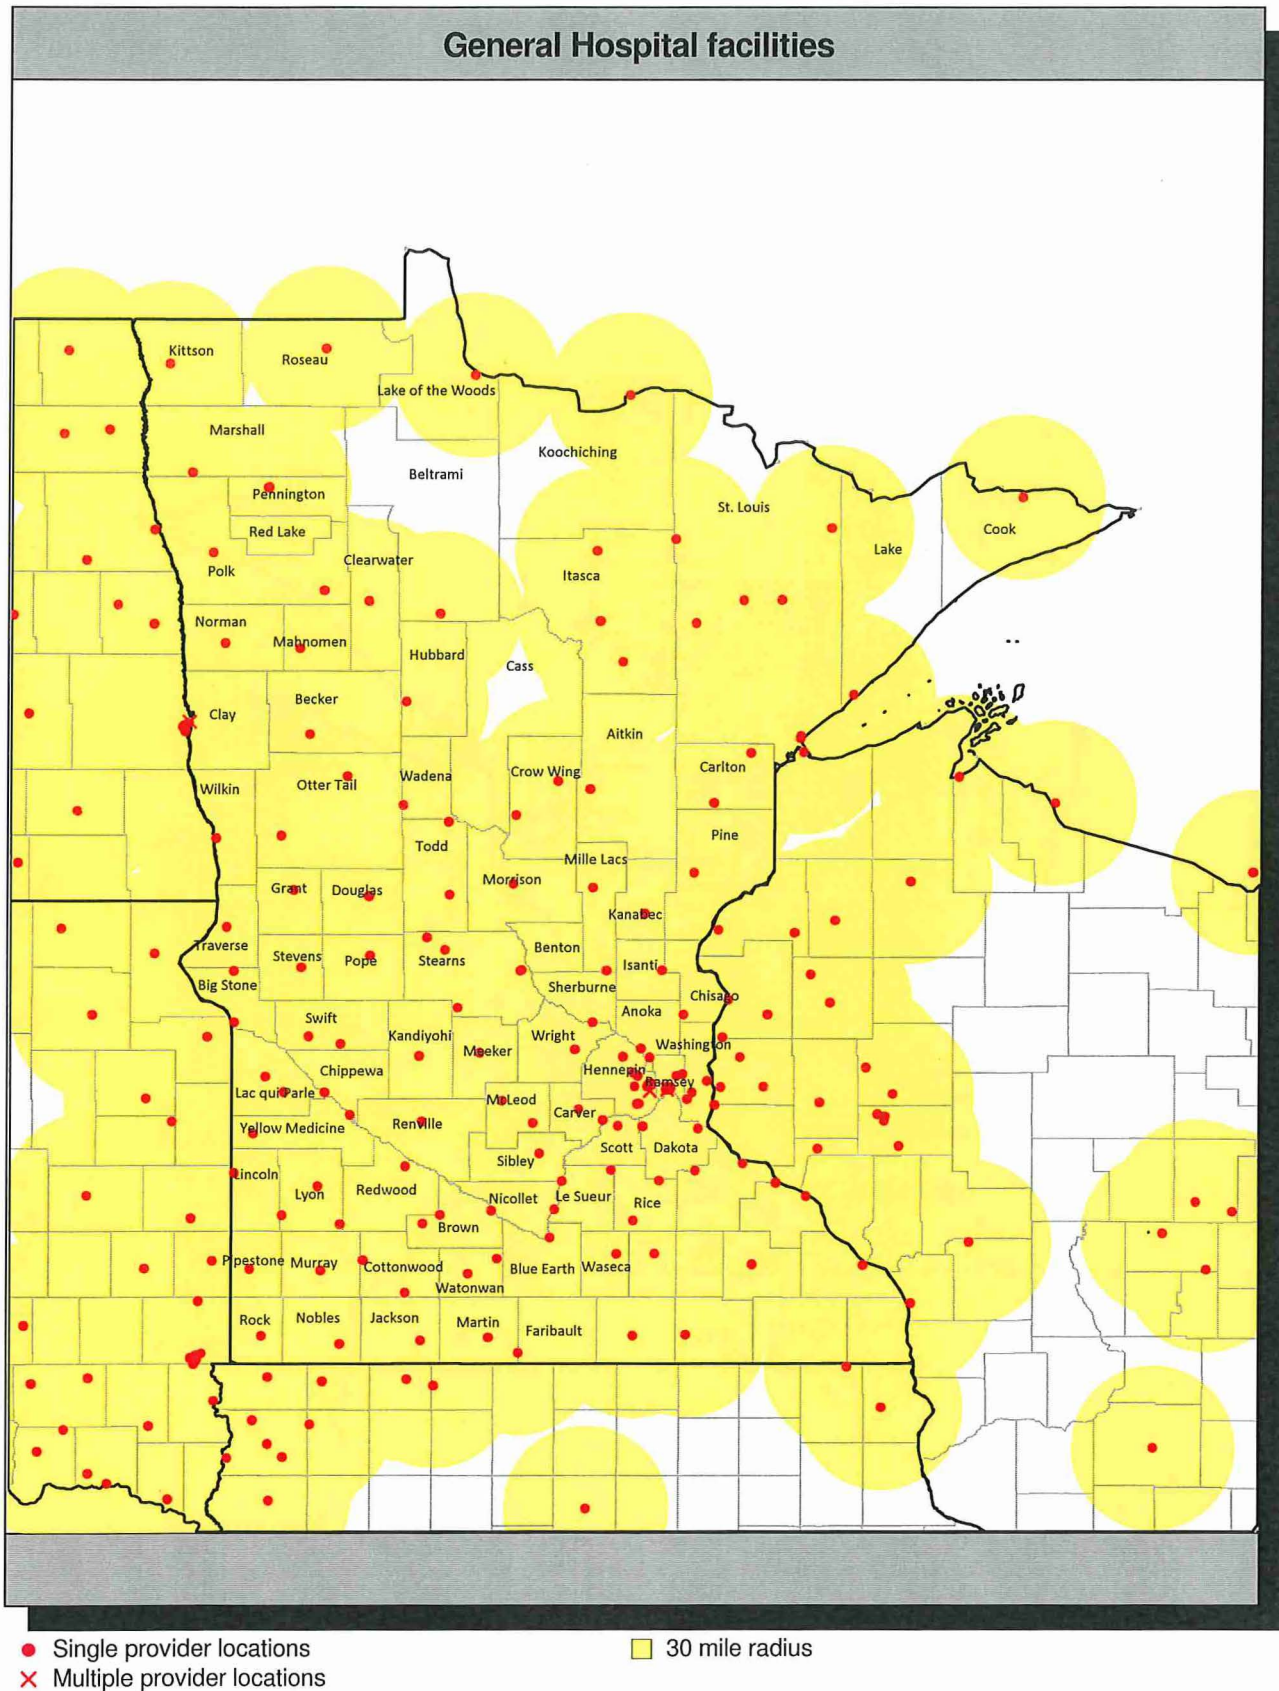 General Hospital facilities
Kittson
Roseau
Lake of the Woods
Marshall
Koochiching
Beltrami
Pennington
St. Louis
Red Lake
Cook
Clearwater
Lake
Polk
Itasca
Norman
Mahnomen
Hubbard
Cass
Becker
Clay
Aitkin
Carlton
Crow Wing
Wadena
Otter Tail
Wilkin
Pine
Todd
Mille Lacs
Morrison
Grant
Douglas
Kanabec
Traverse
Benton
Stevens
Pope
Stearns
Isanti
Big Stone
Sherburne
Chisago
Anoka
Swift
Kandiyohi
Wright
Washington
Meeker
Chippewa
Hennepin
Ramsey
Lac qui Parle
McLeod
Carver
Renville
Yellow Medicine
Scott
Dakota
Sibley
Lincoln
Redwood
Lyon
Nicollet
Le Sueur
Rice
Brown
Pipestone
Murray
Cottonwood
Blue Earth
Waseca
Watonwan
Rock
Nobles
Jackson
Martin
Faribault
Single provider locations
30 mile radius
Multiple provider locations